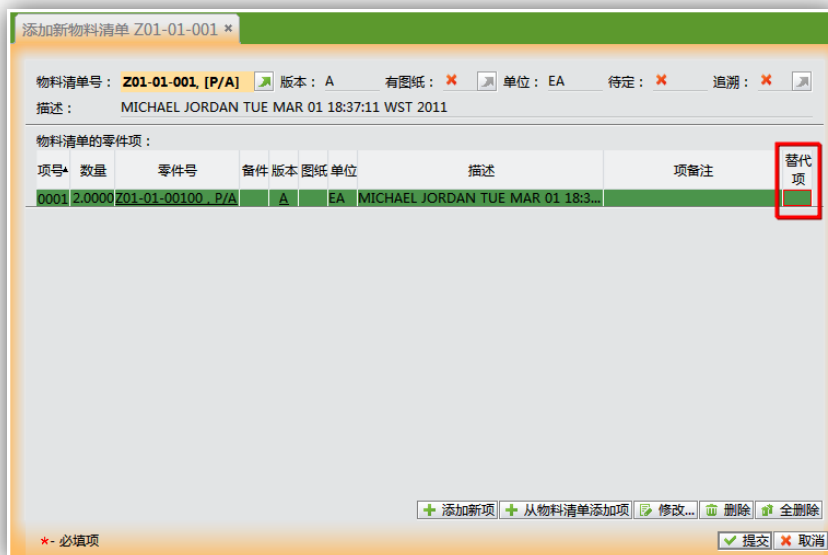 添加新物料清单 Z01-01-001 ×
物料清单号： Z01-01-001, [P/A] 版本： A 有图纸： 单位： EA 待定： 追溯：
描述： MICHAEL JORDAN TUE MAR 01 18:37:11 WST 2011
物料清单的零件项：
项号 数量 零件号 备件 版本 图纸 单位 描述 项备注 替代项
0001 2.0000 Z01-01-00100 , P/A A EA MICHAEL JORDAN TUE MAR 01 18:3...
添加新项 从物料清单添加项 修改... 删除 全删除
*- 必填项 提交 取消